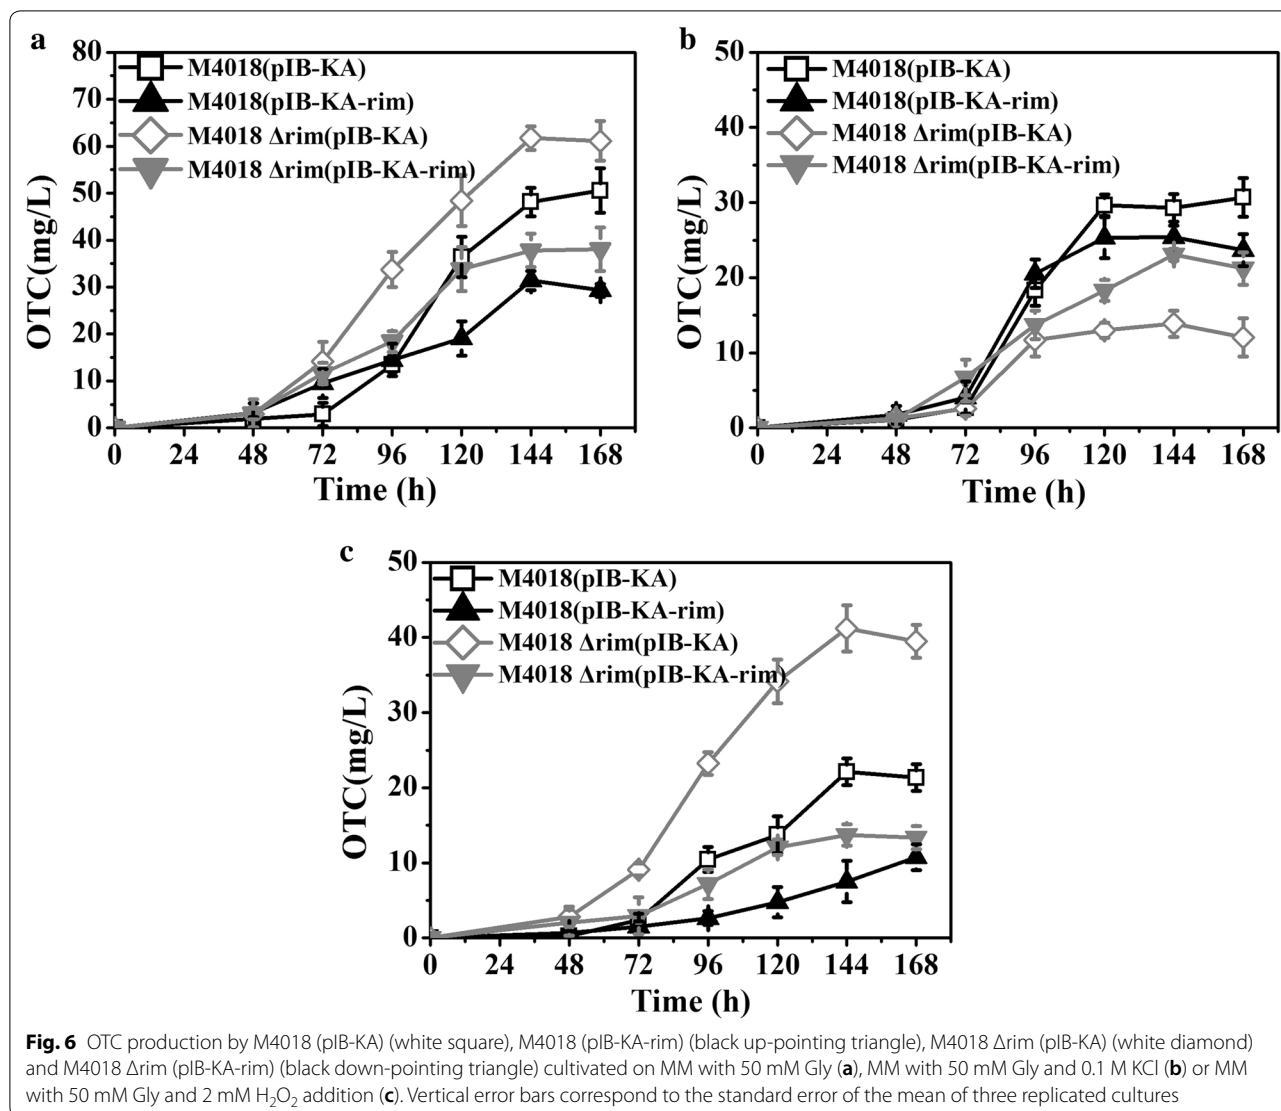 a
80
70
60
50
40
30
20
10
0
OTC(mg/L)
M4018(pIB-KA)
M4018(pIB-KA-rim)
M4018 Δrim(pIB-KA)
M4018 Δrim(pIB-KA-rim)
0 24 48 72 96 120 144 168
Time (h)
b
50
40
30
20
10
0
OTC(mg/L)
M4018(pIB-KA)
M4018(pIB-KA-rim)
M4018 Δrim(pIB-KA)
M4018 Δrim(pIB-KA-rim)
0 24 48 72 96 120 144 168
Time (h)
c
50
40
30
20
10
0
OTC(mg/L)
M4018(pIB-KA)
M4018(pIB-KA-rim)
M4018 Δrim(pIB-KA)
M4018 Δrim(pIB-KA-rim)
0 24 48 72 96 120 144 168
Time (h)
Fig. 6 OTC production by M4018 (pIB-KA) (white square), M4018 (pIB-KA-rim) (black up-pointing triangle), M4018 Δrim (pIB-KA) (white diamond)
and M4018 Δrim (pIB-KA-rim) (black down-pointing triangle) cultivated on MM with 50 mM Gly (a), MM with 50 mM Gly and 0.1 M KCl (b) or MM
with 50 mM Gly and 2 mM H₂O₂ addition (c). Vertical error bars correspond to the standard error of the mean of three replicated cultures